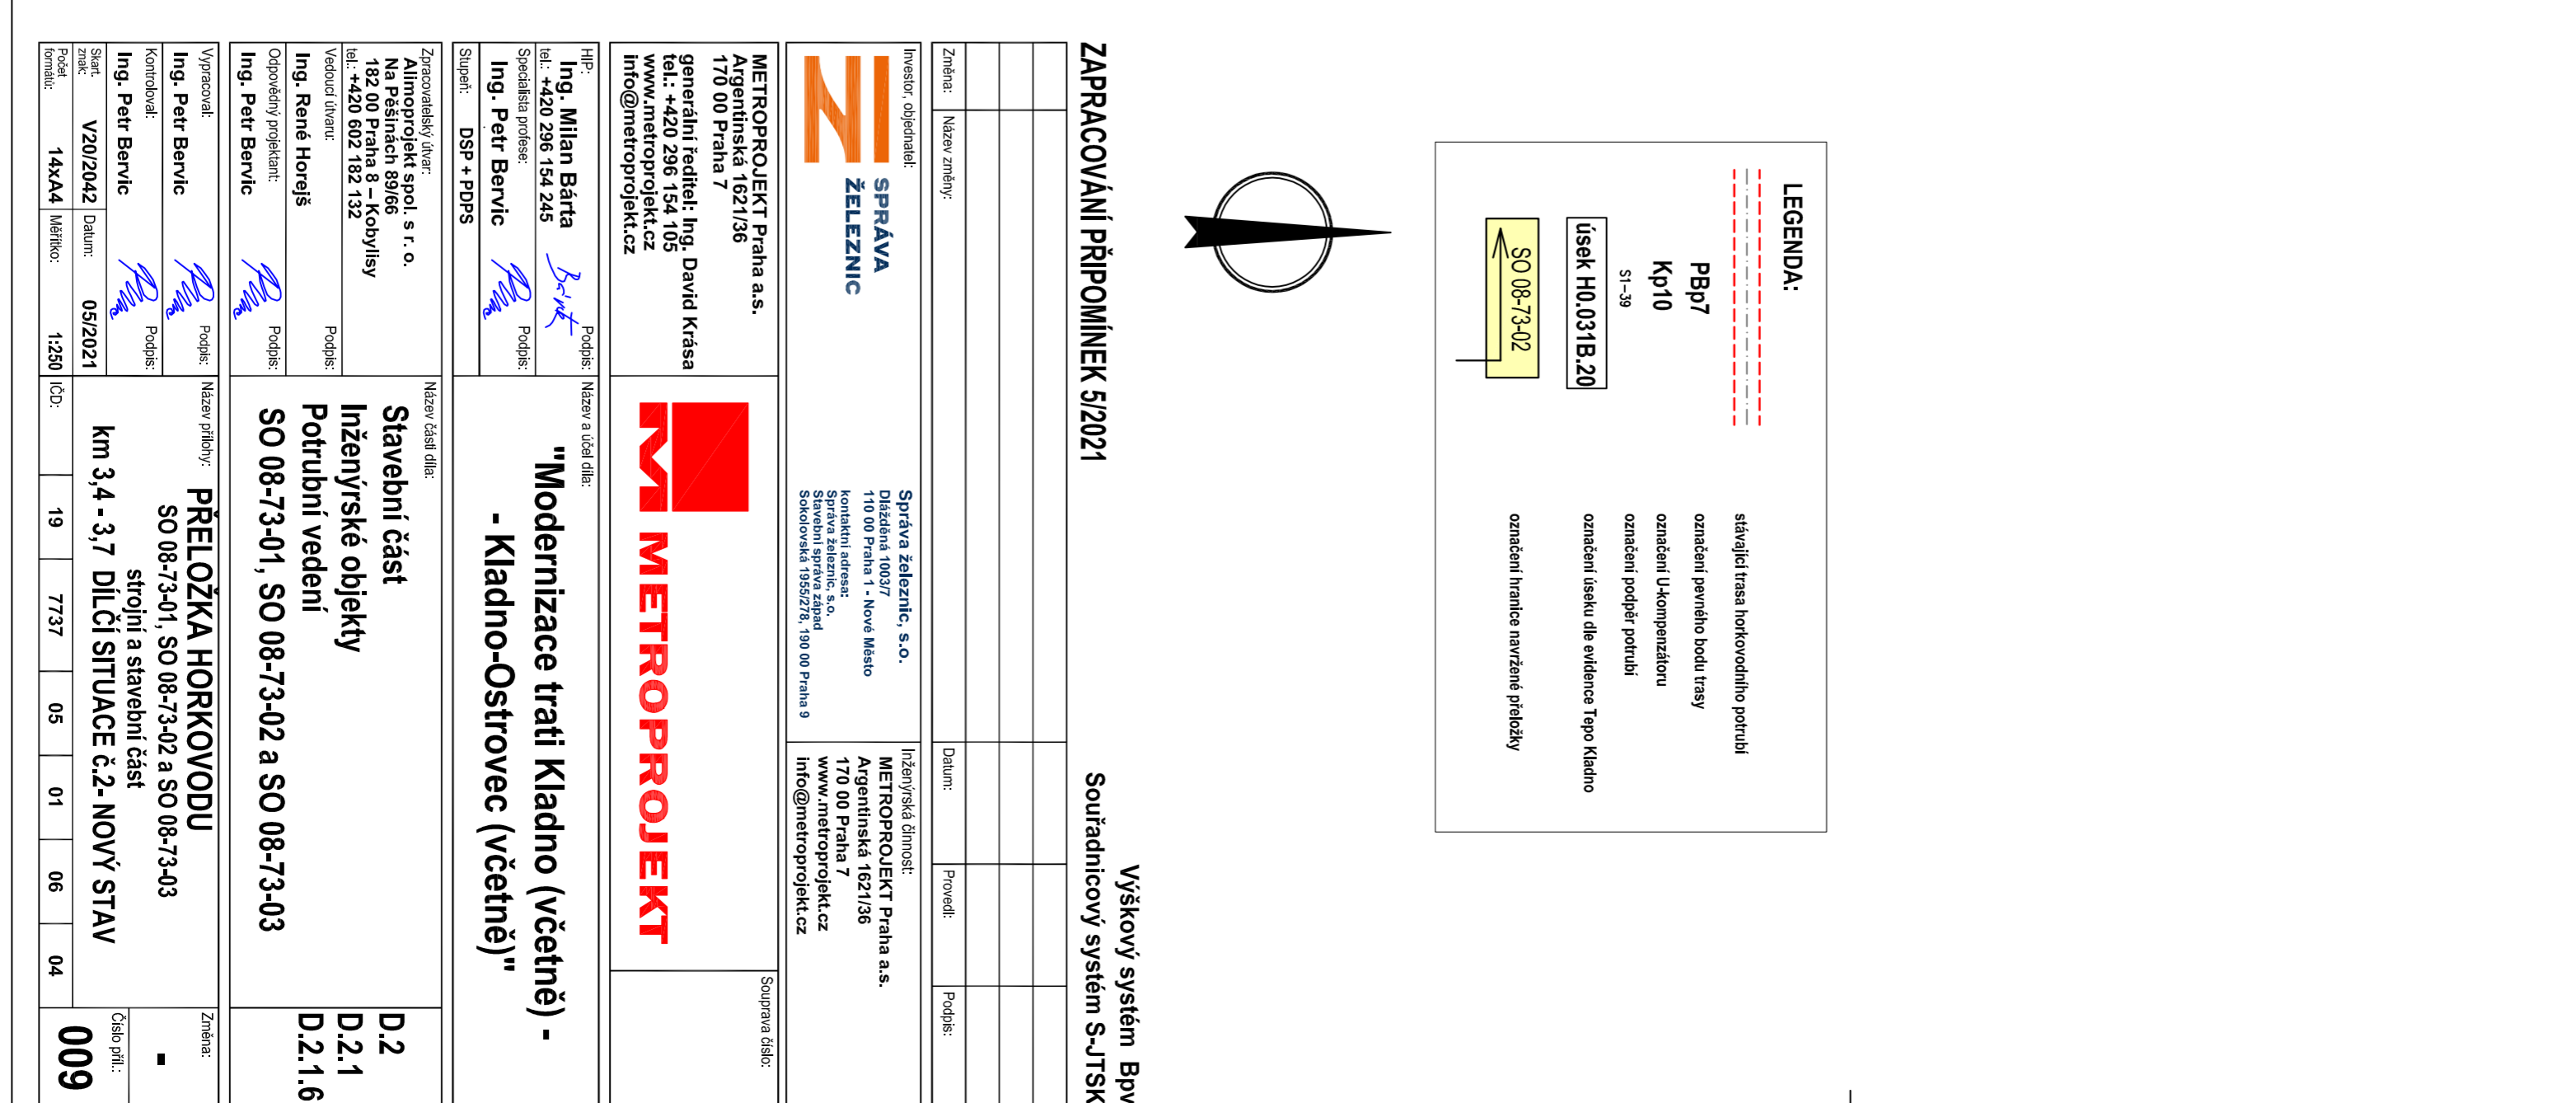 LEGENDA:
stávající trasa horkovodního potrubí
PBp7 označení pevného bodu trasy
Kp10 označení U-kompenzátoru
S1-39 označení podpěr potrubí
úsek H0.031B.20 označení úseku dle evidence Tepo Kladno
SO 08-73-02 označení hranice navržené přeložky
Výškový systém Bpv
ZAPRACOVÁNÍ PŘIPOMÍNEK 5/2021 Souřadnicový systém S-JTSK
Změna: Název změny: Datum: Provedl: Podpis:
Investor, objednatel:
SPRÁVA
ŽELEZNIC
Správa železnic, s.o.
Dlážděná 1003/7
110 00 Praha 1 - Nové Město
kontaktní adresa:
Správa železnic, s.o.
Stavební správa západ
Sokolovská 1955/278, 190 00 Praha 9
Inženýrská činnost:
METROPROJEKT Praha a.s.
Argentinská 1621/36
170 00 Praha 7
www.metroprojekt.cz
info@metroprojekt.cz
METROPROJEKT Praha a.s.
Argentinská 1621/36
170 00 Praha 7
generální ředitel: Ing. David Krása
tel.: +420 296 154 105
www.metroprojekt.cz
info@metroprojekt.cz
METROPROJEKT
Souprava číslo:
HIP: Podpis:
Ing. Milan Bárta
tel.: +420 296 154 245
Specialista profese: Podpis:
Ing. Petr Bervic
Stupeň: DSP + PDPS
Název a účel díla:
"Modernizace trati Kladno (včetně) -
- Kladno-Ostrovec (včetně)"
Zpracovatelský útvar:
Alimoprojekt spol. s r. o.
Na Pěšinách 89/66
182 00 Praha 8 – Kobylisy
tel.: +420 602 182 132
Vedoucí útvaru: Podpis:
Ing. René Horejš
Odpovědný projektant: Podpis:
Ing. Petr Bervic
Název části díla:
Stavební část
Inženýrské objekty
Potrubní vedení
SO 08-73-01, SO 08-73-02 a SO 08-73-03
D.2
D.2.1
D.2.1.6
Vypracoval: Podpis:
Ing. Petr Bervic
Kontroloval: Podpis:
Ing. Petr Bervic
Skart. znak: V20/2042 Datum: 05/2021
Počet formátů: 14xA4 Měřítko: 1:250
Název přílohy:
PŘELOŽKA HORKOVODU
SO 08-73-01, SO 08-73-02 a SO 08-73-03
strojní a stavební část
km 3,4 - 3,7 DÍLČÍ SITUACE č.2- NOVÝ STAV
IČD: 19 7737 05 01 06 04
Změna:
-
Číslo příl.:
009